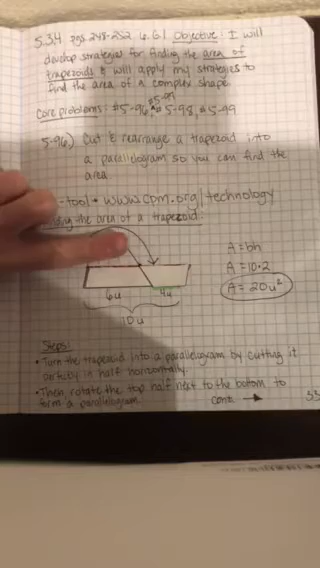 5.3.4 pgs 248-252 6.G.1 Objective: I will
develop strategies for finding the area of
trapezoids & will apply my strategies to
find the area of a complex shape.
Core problems: #5-96, #5-98, & 5-99
5-96) Cut & rearrange a trapezoid into
a parallelogram so you can find the
area
-tool → www.cpm.org/technology
the area of a trapezoid:
A = bh
A = 10·2
A = 20u²
6u 4u
10u
Steps:
• Turn the trapezoid into a parallelogram by cutting it
perfectly in half horizontally.
• Then rotate the top half next to the bottom to
form a parallelogram.
cont. →
33